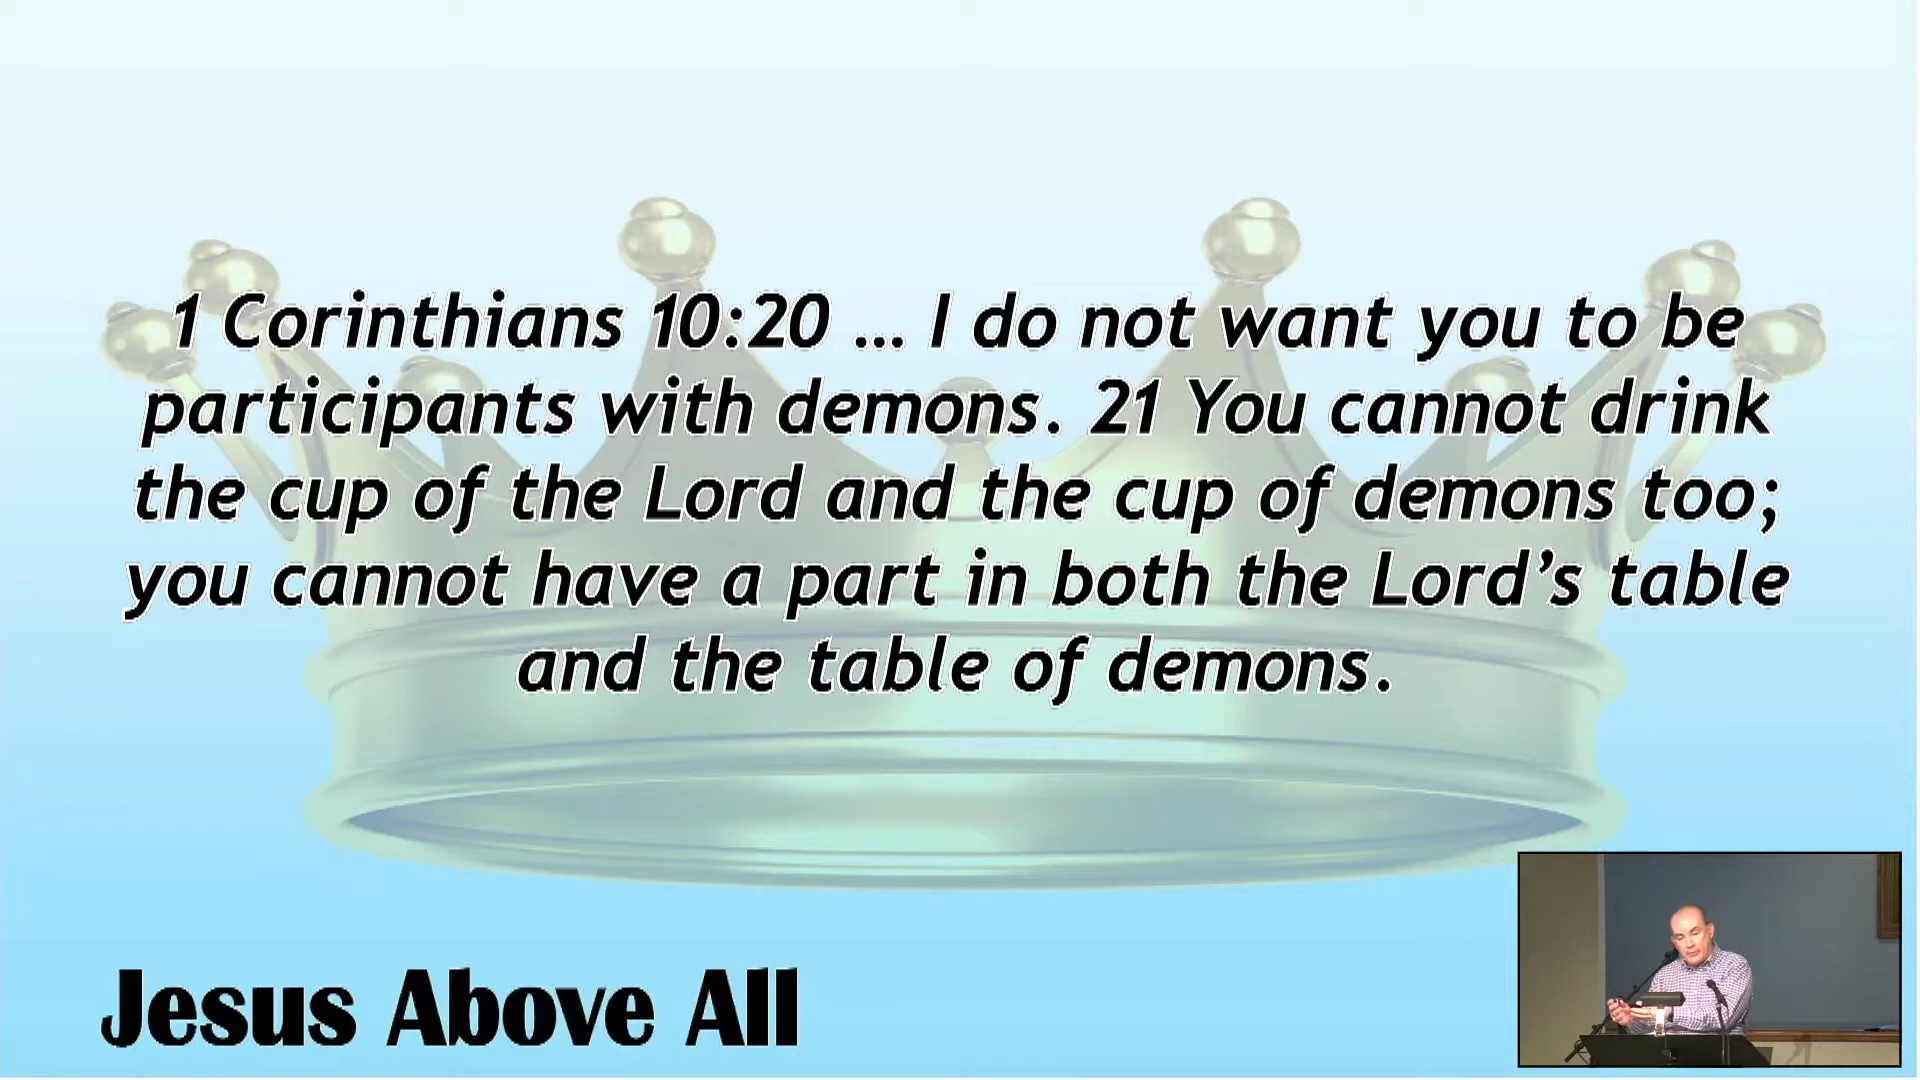 1 Corinthians 10:20 ... I do not want you to be
participants with demons. 21 You cannot drink
the cup of the Lord and the cup of demons too;
you cannot have a part in both the Lord’s table
and the table of demons.
Jesus Above All